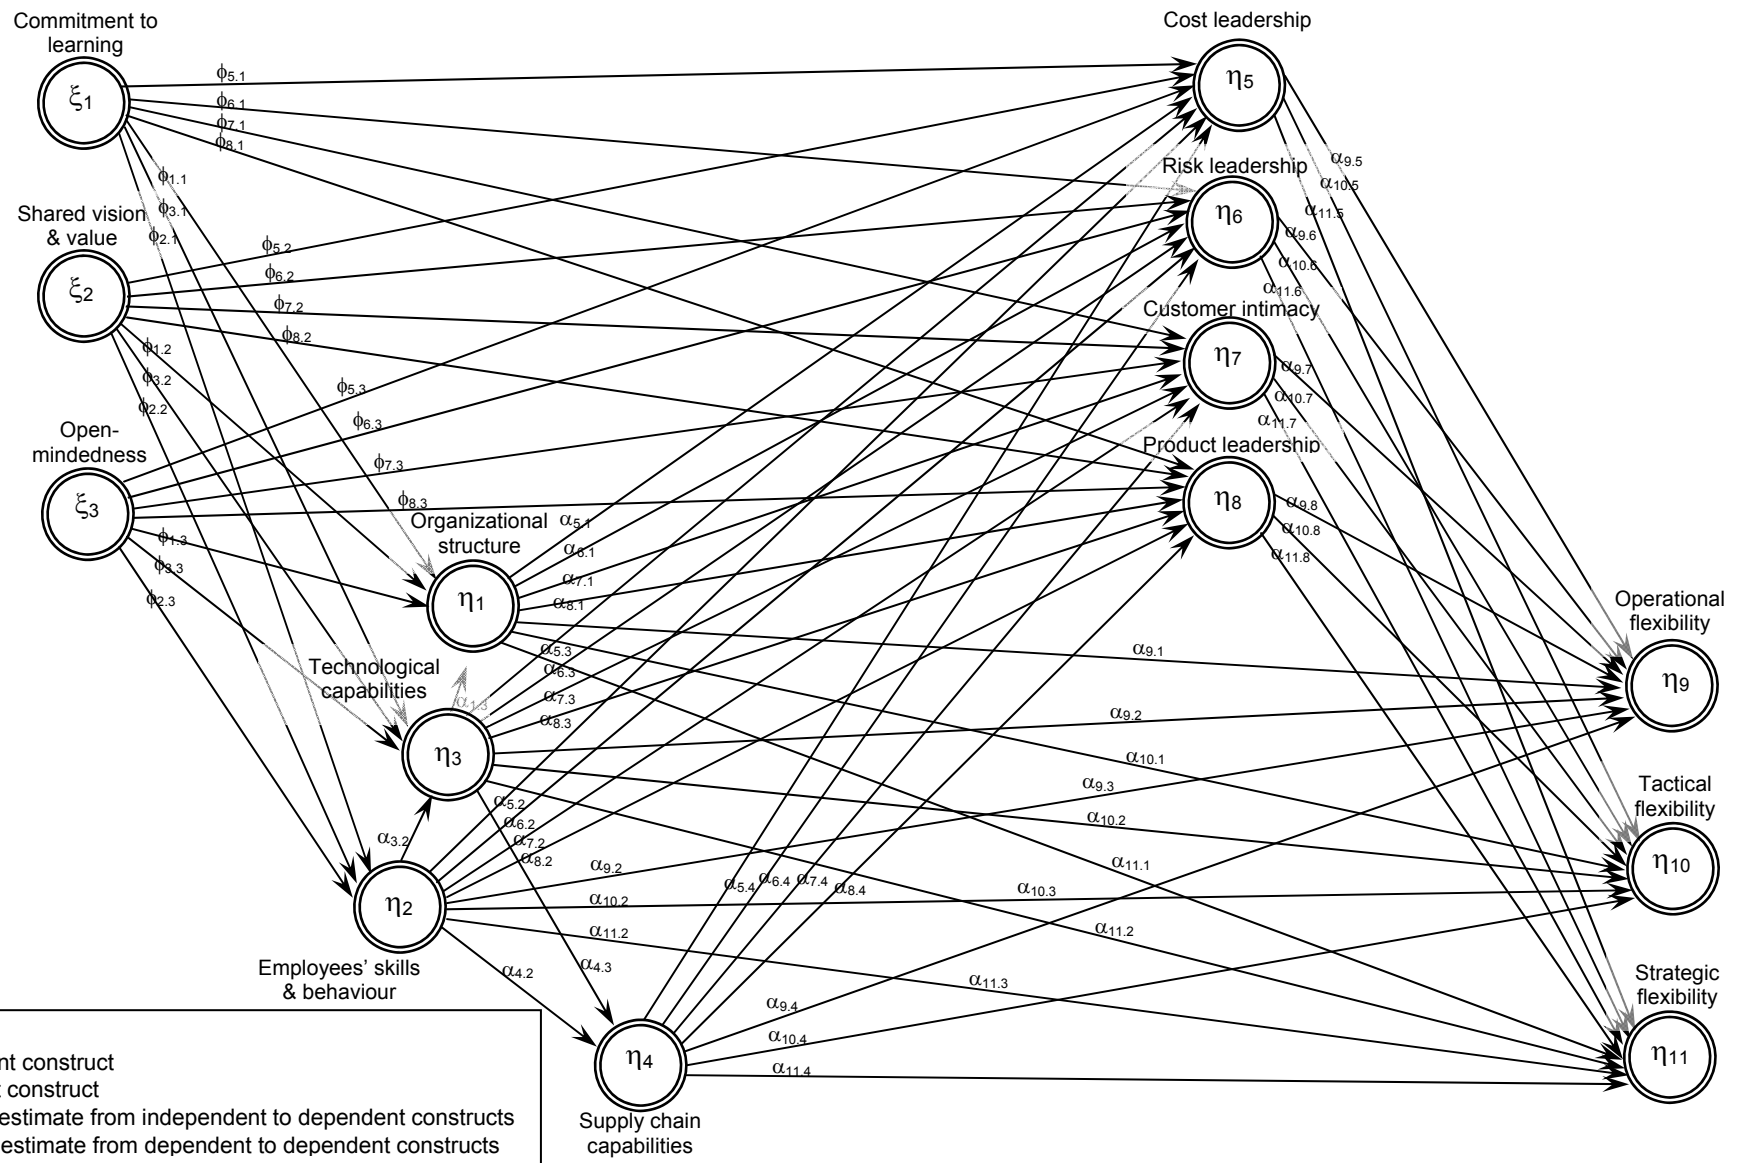 Commitment to
learning
ξ1
Shared vision
& value
ξ2
Open-
mindedness
ξ3
Cost leadership
η5
Risk leadership
η6
Customer intimacy
η7
Product leadership
η8
Organizational
structure
η1
Technological
capabilities
η3
η2
Employees’ skills
& behaviour
η4
Supply chain
capabilities
Operational
flexibility
η9
Tactical
flexibility
η10
Strategic
flexibility
η11
ϕ5.1
ϕ6.1
ϕ7.1
ϕ8.1
ϕ1.1
ϕ3.1
ϕ2.1
ϕ5.2
ϕ6.2
ϕ7.2
ϕ8.2
ϕ1.2
ϕ3.2
ϕ2.2
ϕ5.3
ϕ6.3
ϕ7.3
ϕ8.3
ϕ1.3
ϕ3.3
ϕ2.3
α5.1
α6.1
α7.1
α8.1
α5.3
α6.3
α7.3
α8.3
α1.3
α5.2
α6.2
α7.2
α8.2
α3.2
α9.2
α10.2
α11.2
α4.2
α4.3
α5.4
α6.4
α7.4
α8.4
α9.4
α10.4
α11.4
α9.1
α9.2
α10.1
α9.3
α10.2
α11.1
α10.3
α11.2
α11.3
α9.5
α10.5
α11.5
α9.6
α10.6
α11.6
α9.7
α10.7
α11.7
α9.8
α10.8
α11.8
nt construct
t construct
estimate from independent to dependent constructs
estimate from dependent to dependent constructs